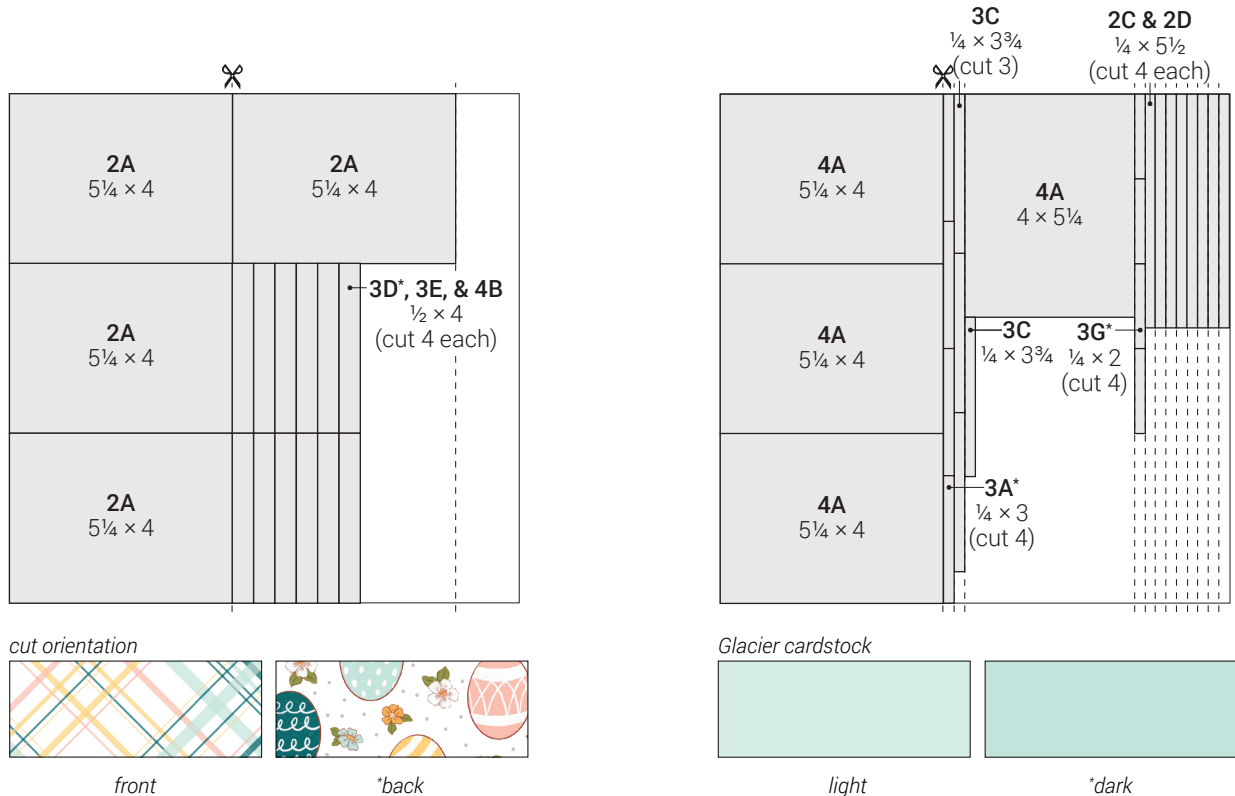 2A
5¼ × 4
2A
5¼ × 4
2A
5¼ × 4
3D*, 3E, & 4B
½ × 4
(cut 4 each)
2A
5¼ × 4
cut orientation
front
*back
3C
¼ × 3¾
(cut 3)
2C & 2D
¼ × 5½
(cut 4 each)
4A
5¼ × 4
4A
4 × 5¼
4A
5¼ × 4
3C
¼ × 3¾
3G*
¼ × 2
(cut 4)
4A
5¼ × 4
3A*
¼ × 3
(cut 4)
Glacier cardstock
light
*dark